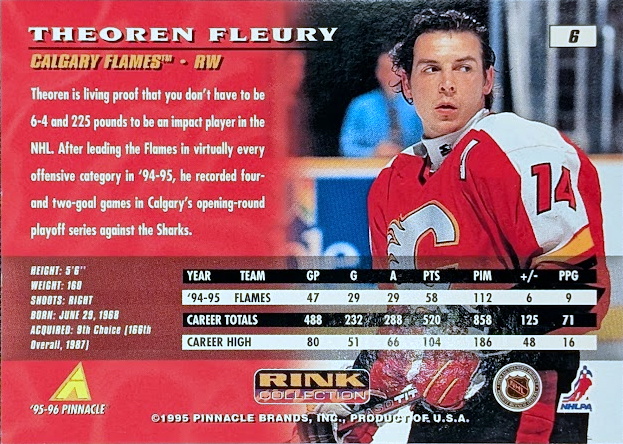 THEOREN FLEURY
6
CALGARY FLAMES™ · RW
Theoren is living proof that you don't have to be
6-4 and 225 pounds to be an impact player in the
NHL. After leading the Flames in virtually every
offensive category in '94-95, he recorded four-
and two-goal games in Calgary's opening-round
playoff series against the Sharks.
14
HEIGHT: 5'6"
WEIGHT: 160
SHOOTS: RIGHT
BORN: JUNE 29, 1968
ACQUIRED: 9th Choice (166th
Overall, 1987)
YEAR TEAM GP G A PTS PIM +/- PPG
'94-95 FLAMES 47 29 29 58 112 6 9
CAREER TOTALS 488 232 288 520 858 125 71
CAREER HIGH 80 51 66 104 186 48 16
'95-96 PINNACLE
RINK
COLLECTION
NHL
NHLPA
©1995 PINNACLE BRANDS, INC., PRODUCT OF U.S.A.